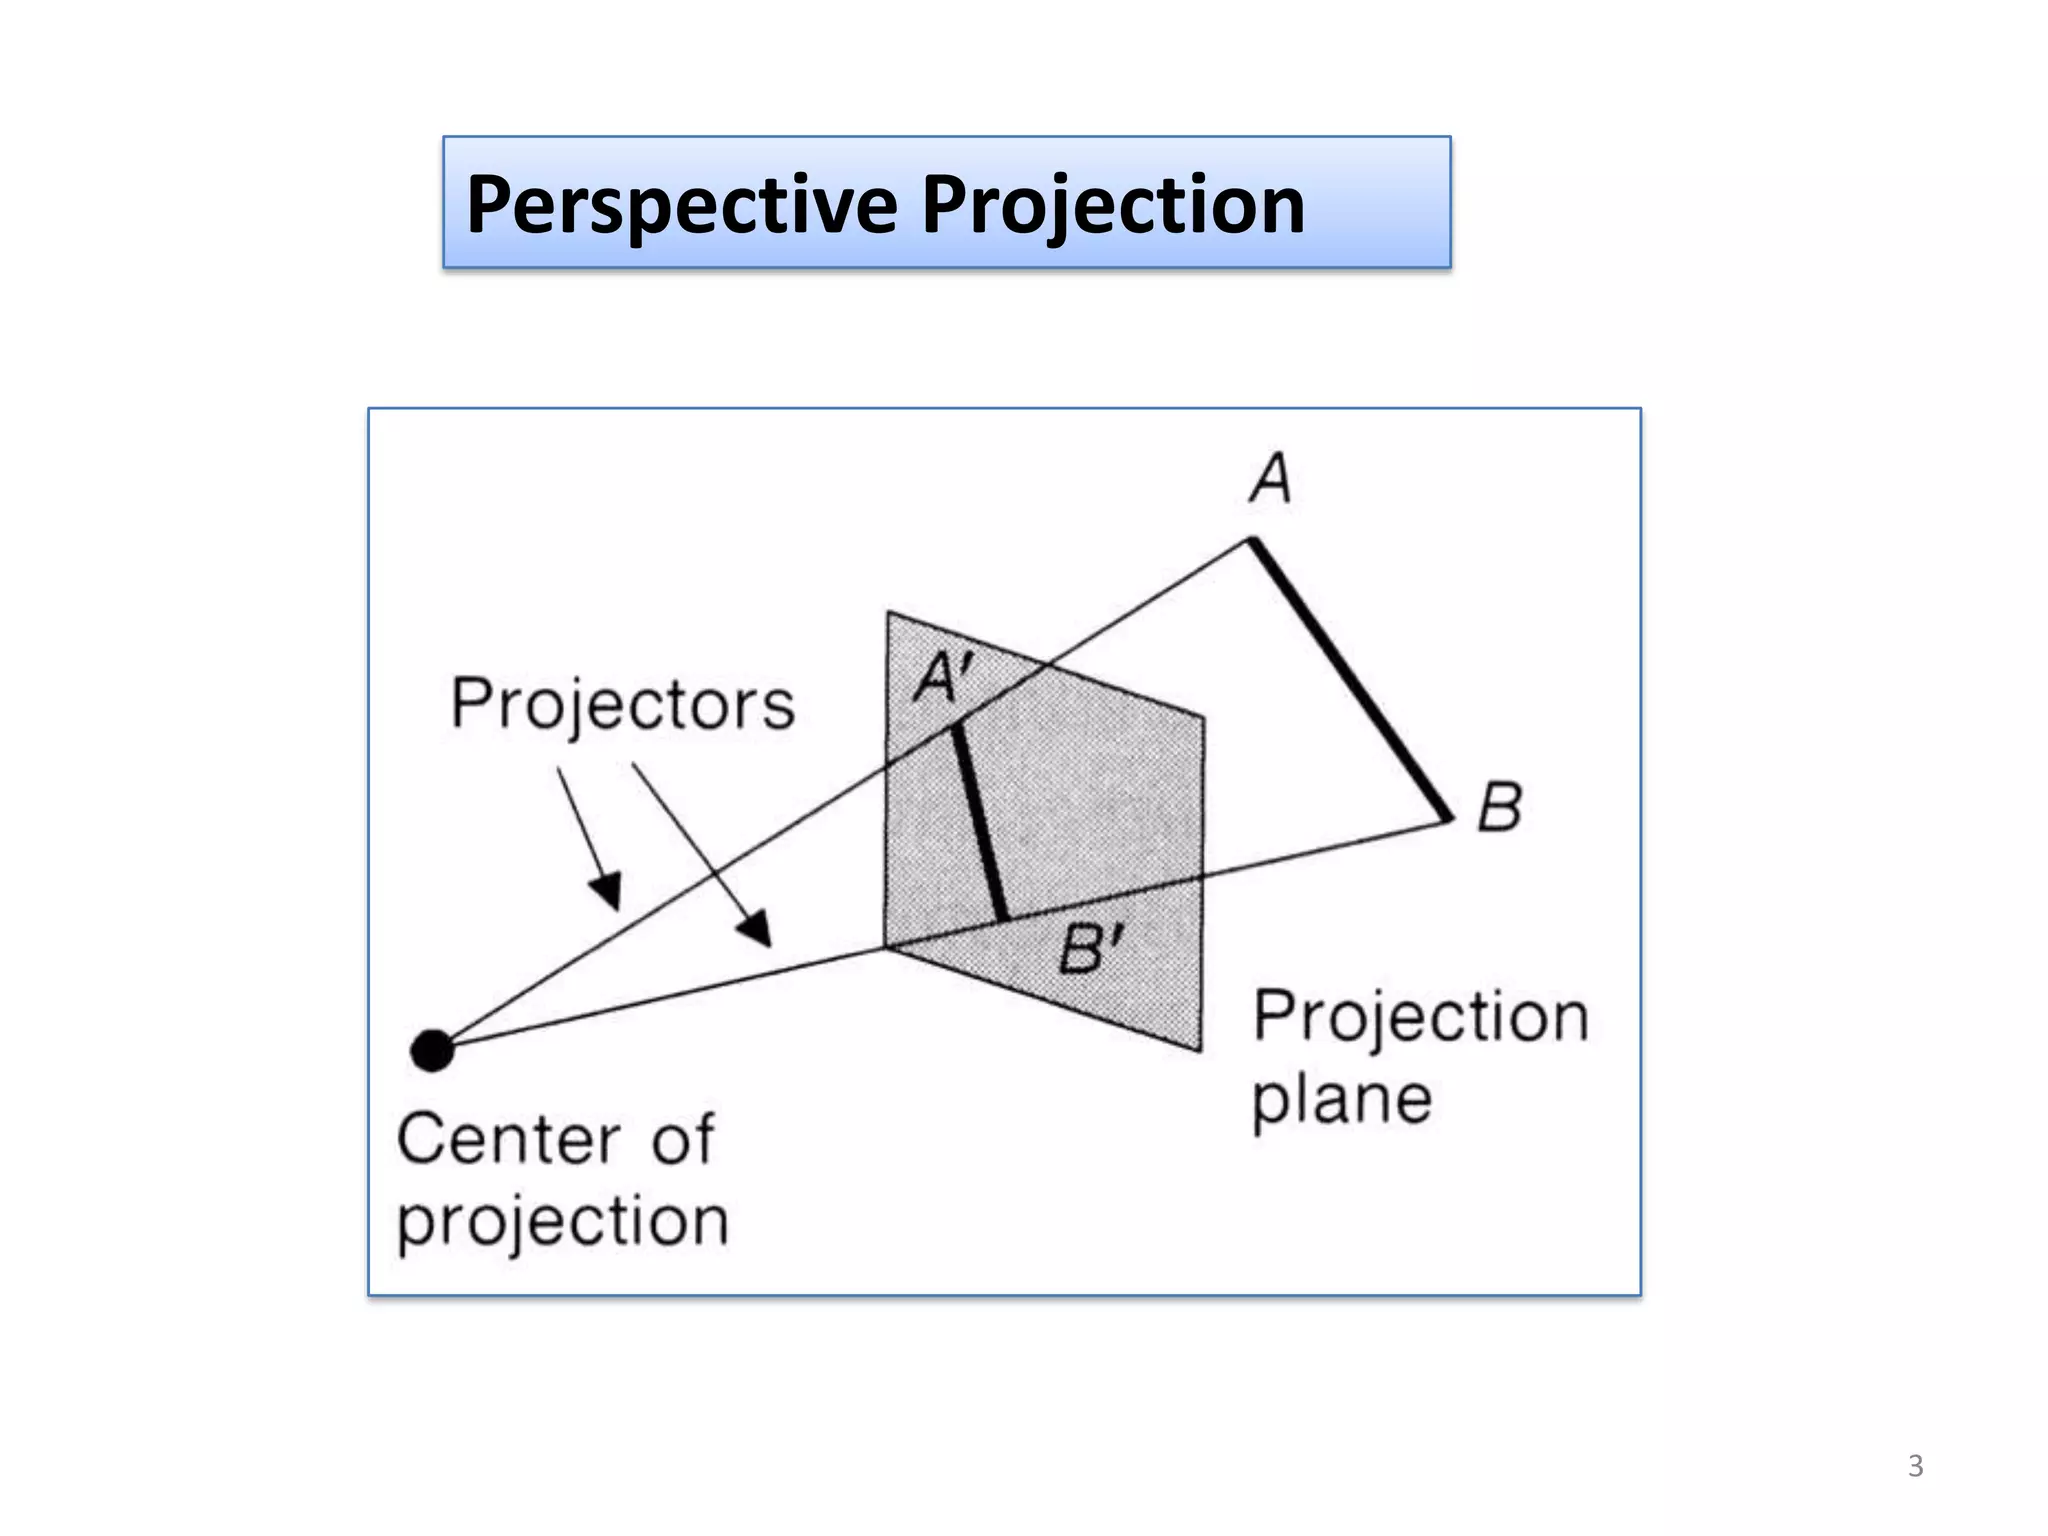 Perspective Projection
A
A'
Projectors
B
B'
Projection
plane
Center of
projection
3